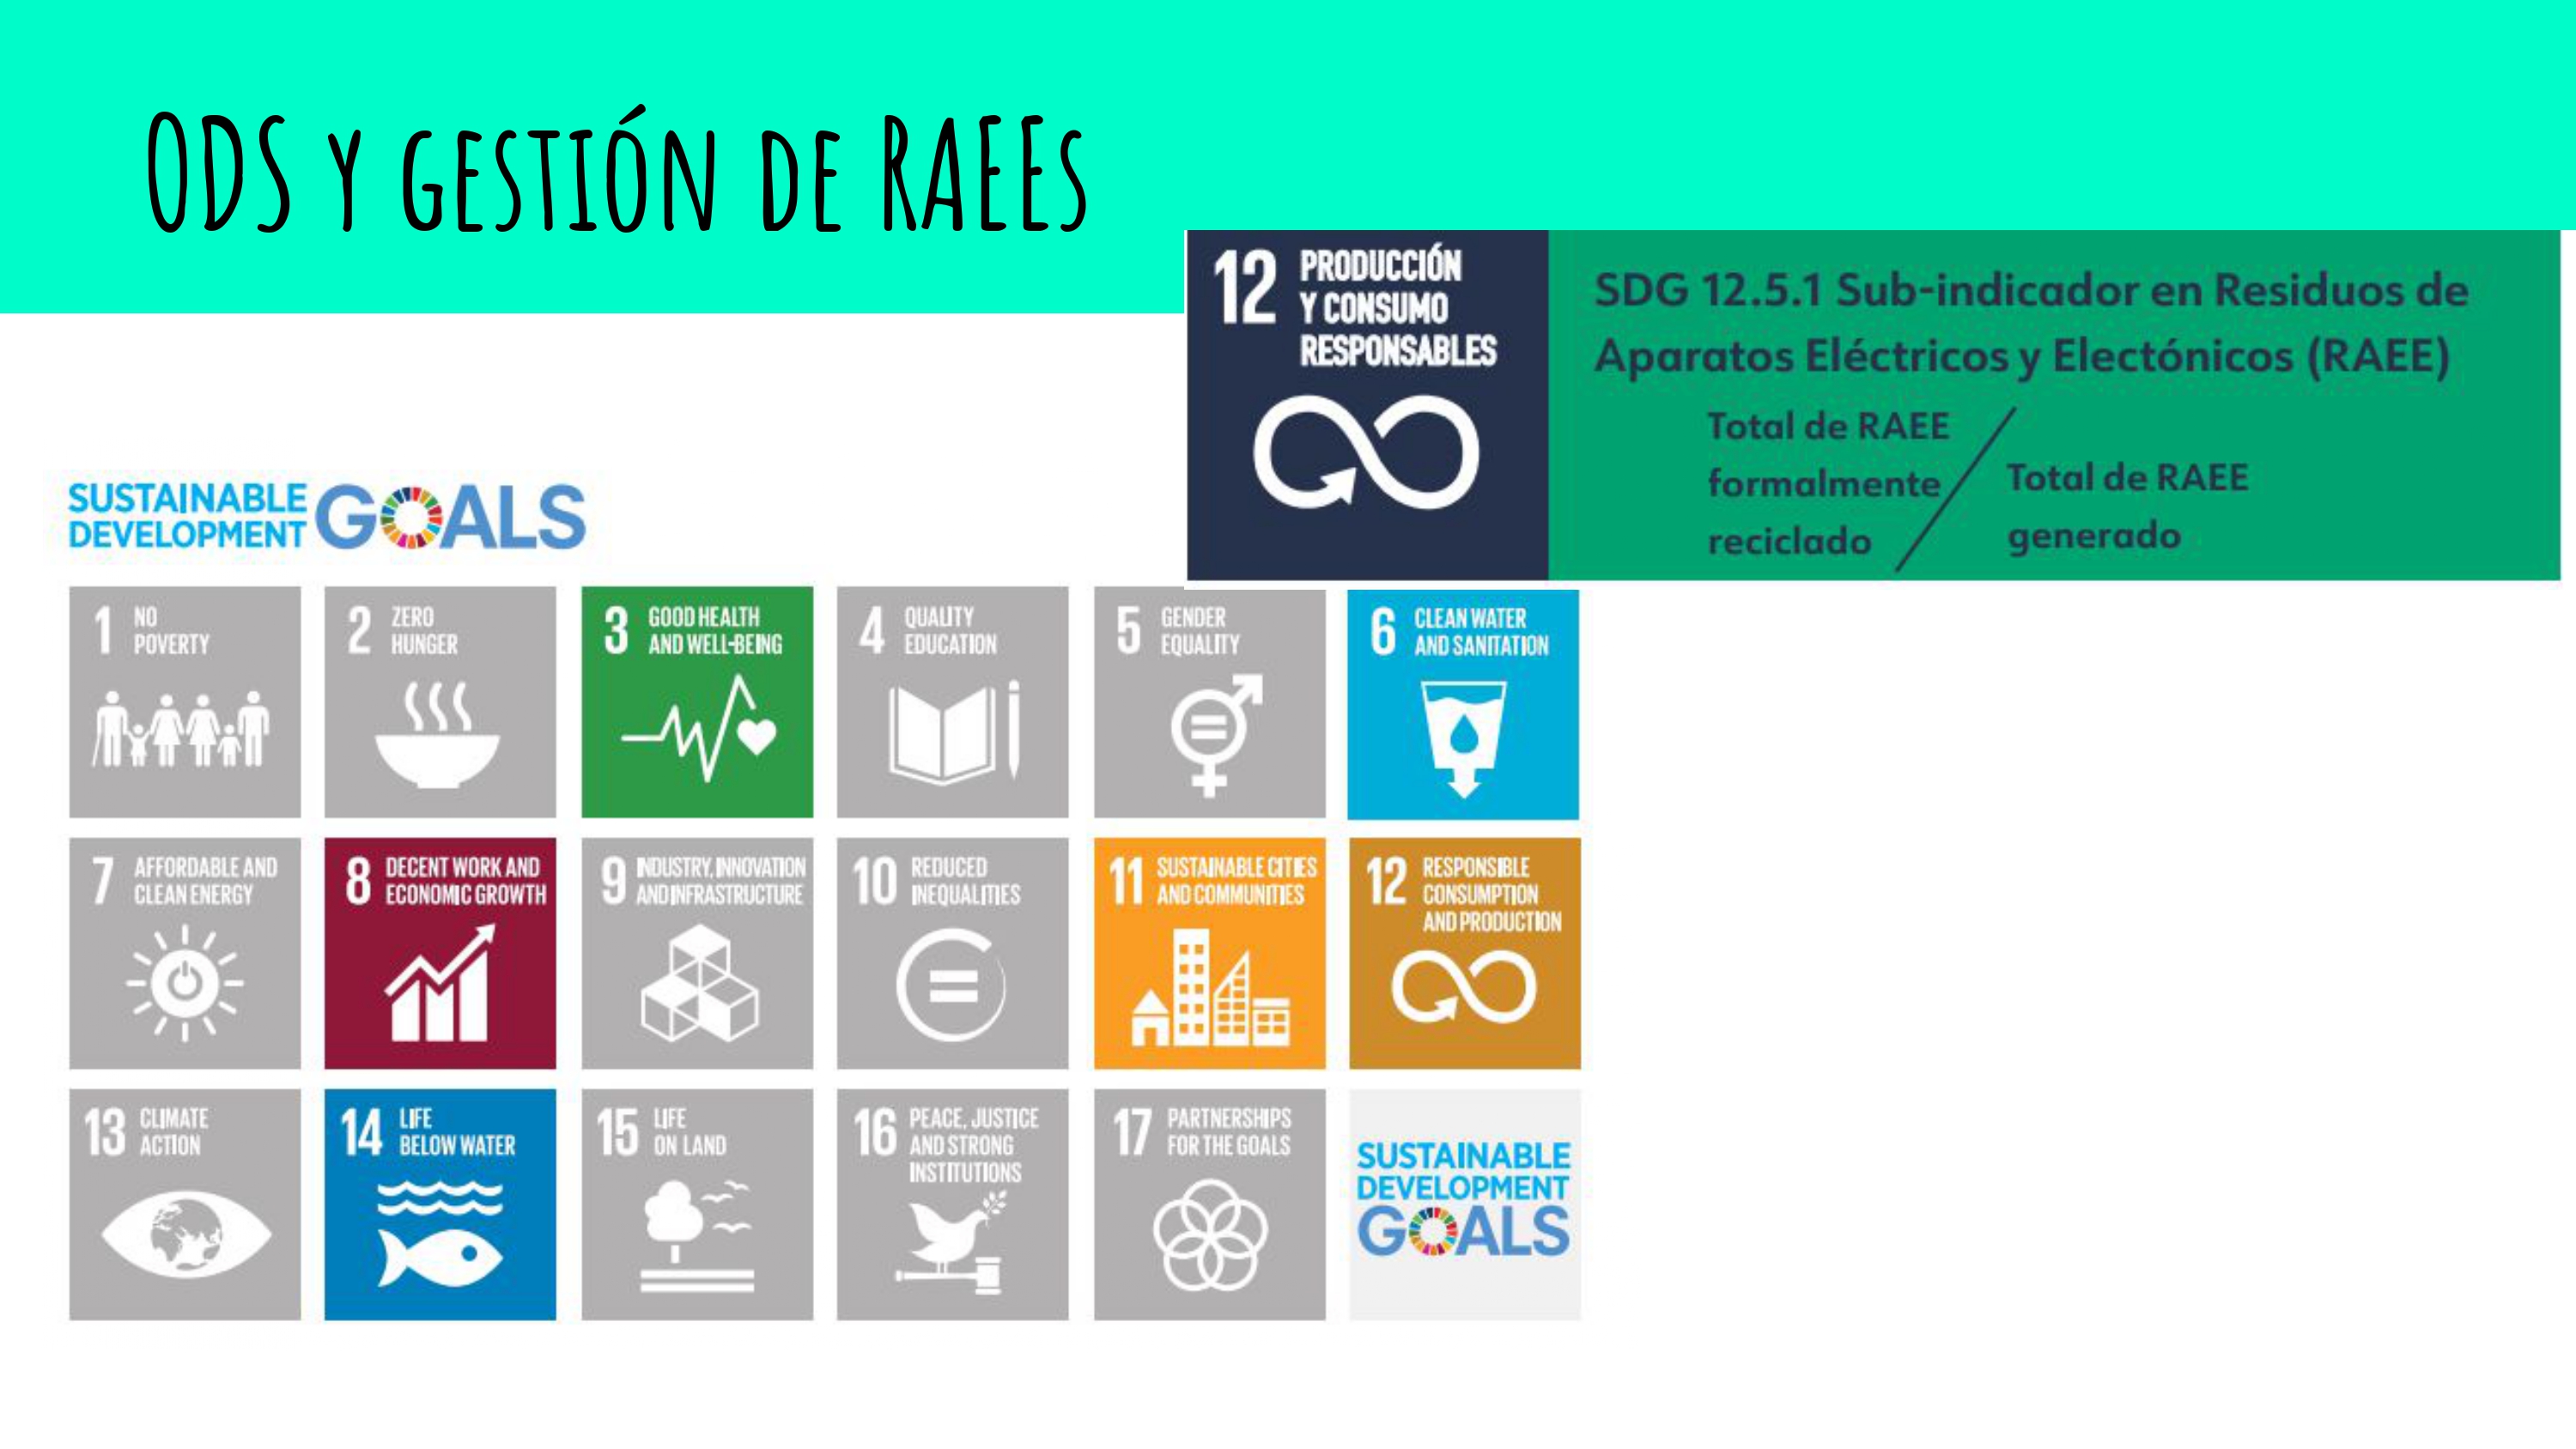 ODS y gestión de RAEEs
12 PRODUCCIÓN
Y CONSUMO
RESPONSABLES
SDG 12.5.1 Sub-indicador en Residuos de
Aparatos Eléctricos y Electónicos (RAEE)
Total de RAEE
formalmente
reciclado
Total de RAEE
generado
SUSTAINABLE
DEVELOPMENT
GOALS
1 NO
POVERTY
2 ZERO
HUNGER
3 GOOD HEALTH
AND WELL-BEING
4 QUALITY
EDUCATION
5 GENDER
EQUALITY
6 CLEAN WATER
AND SANITATION
7 AFFORDABLE AND
CLEAN ENERGY
8 DECENT WORK AND
ECONOMIC GROWTH
9 INDUSTRY, INNOVATION
AND INFRASTRUCTURE
10 REDUCED
INEQUALITIES
11 SUSTAINABLE CITIES
AND COMMUNITIES
12 RESPONSIBLE
CONSUMPTION
AND PRODUCTION
13 CLIMATE
ACTION
14 LIFE
BELOW WATER
15 LIFE
ON LAND
16 PEACE, JUSTICE
AND STRONG
INSTITUTIONS
17 PARTNERSHIPS
FOR THE GOALS
SUSTAINABLE
DEVELOPMENT
GOALS